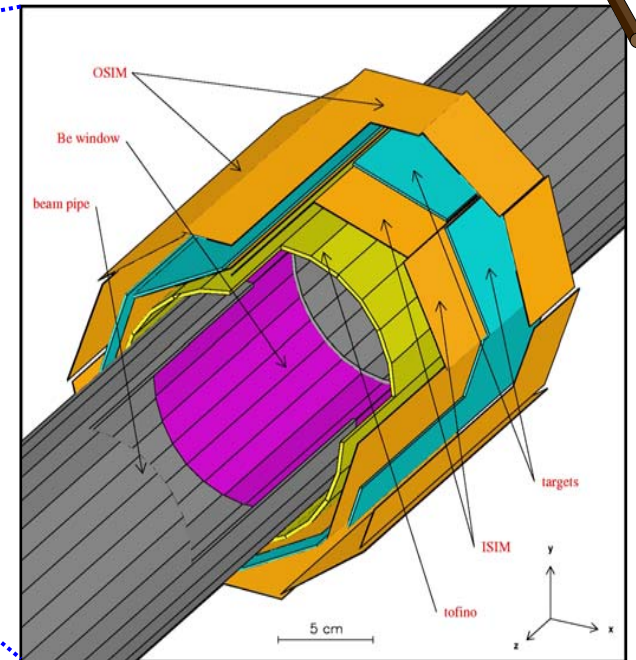 OSIM
Be window
beam pipe
targets
ISIM
tofino
y
x
z
5 cm